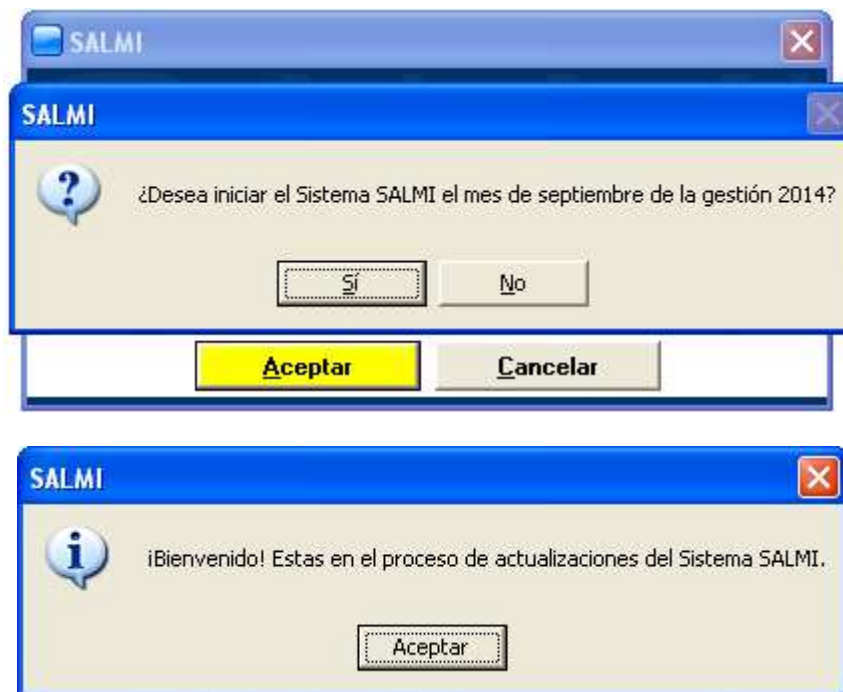 SALMI
SALMI
¿Desea iniciar el Sistema SALMI el mes de septiembre de la gestión 2014?
Sí No
Aceptar Cancelar
SALMI
¡Bienvenido! Estas en el proceso de actualizaciones del Sistema SALMI.
Aceptar